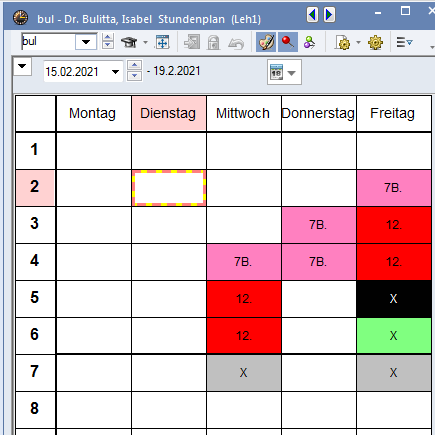 bul - Dr. Bulitta, Isabel Stundenplan (Leh1)
bul
15.02.2021 - 19.2.2021
Montag Dienstag Mittwoch Donnerstag Freitag
1
2 7B.
3 7B. 12.
4 7B. 7B. 12.
5 12. X
6 12. X
7 X X
8